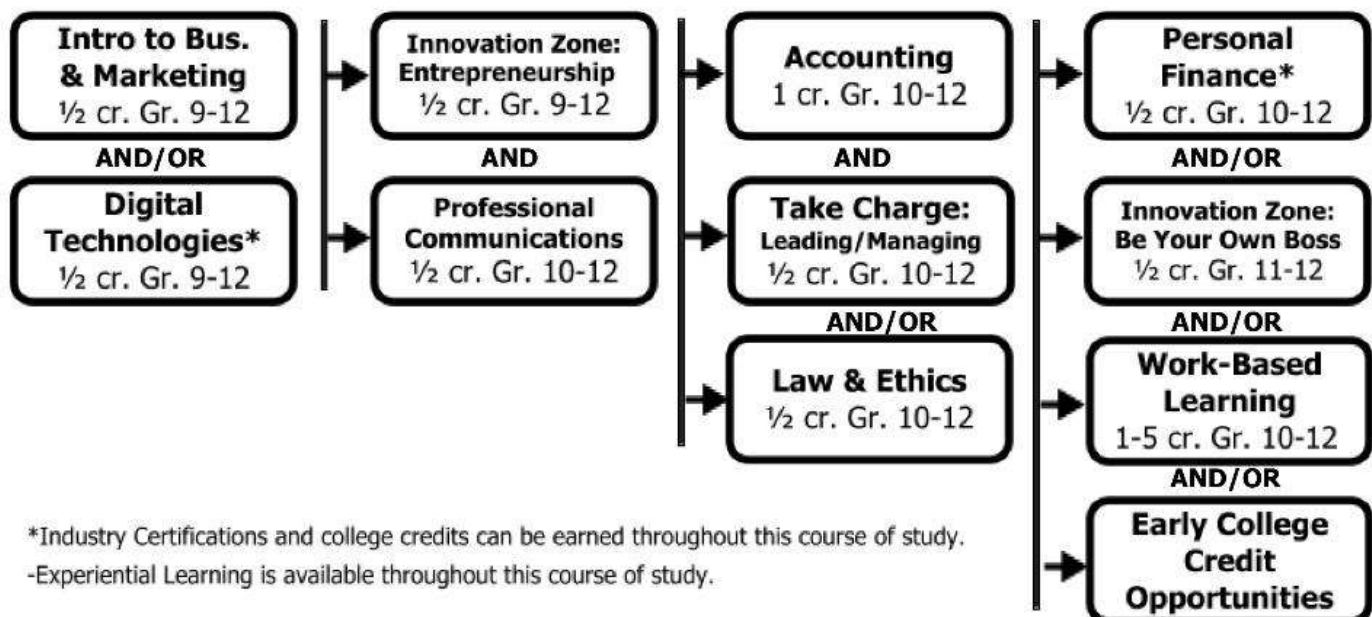 Intro to Bus.
& Marketing
½ cr. Gr. 9-12
AND/OR
Digital
Technologies*
½ cr. Gr. 9-12
Innovation Zone:
Entrepreneurship
½ cr. Gr. 9-12
AND
Professional
Communications
½ cr. Gr. 10-12
Accounting
1 cr. Gr. 10-12
AND
Take Charge:
Leading/Managing
½ cr. Gr. 10-12
AND/OR
Law & Ethics
½ cr. Gr. 10-12
Personal
Finance*
½ cr. Gr. 10-12
AND/OR
Innovation Zone:
Be Your Own Boss
½ cr. Gr. 11-12
AND/OR
Work-Based
Learning
1-5 cr. Gr. 10-12
AND/OR
Early College
Credit
Opportunities
*Industry Certifications and college credits can be earned throughout this course of study.
-Experiential Learning is available throughout this course of study.